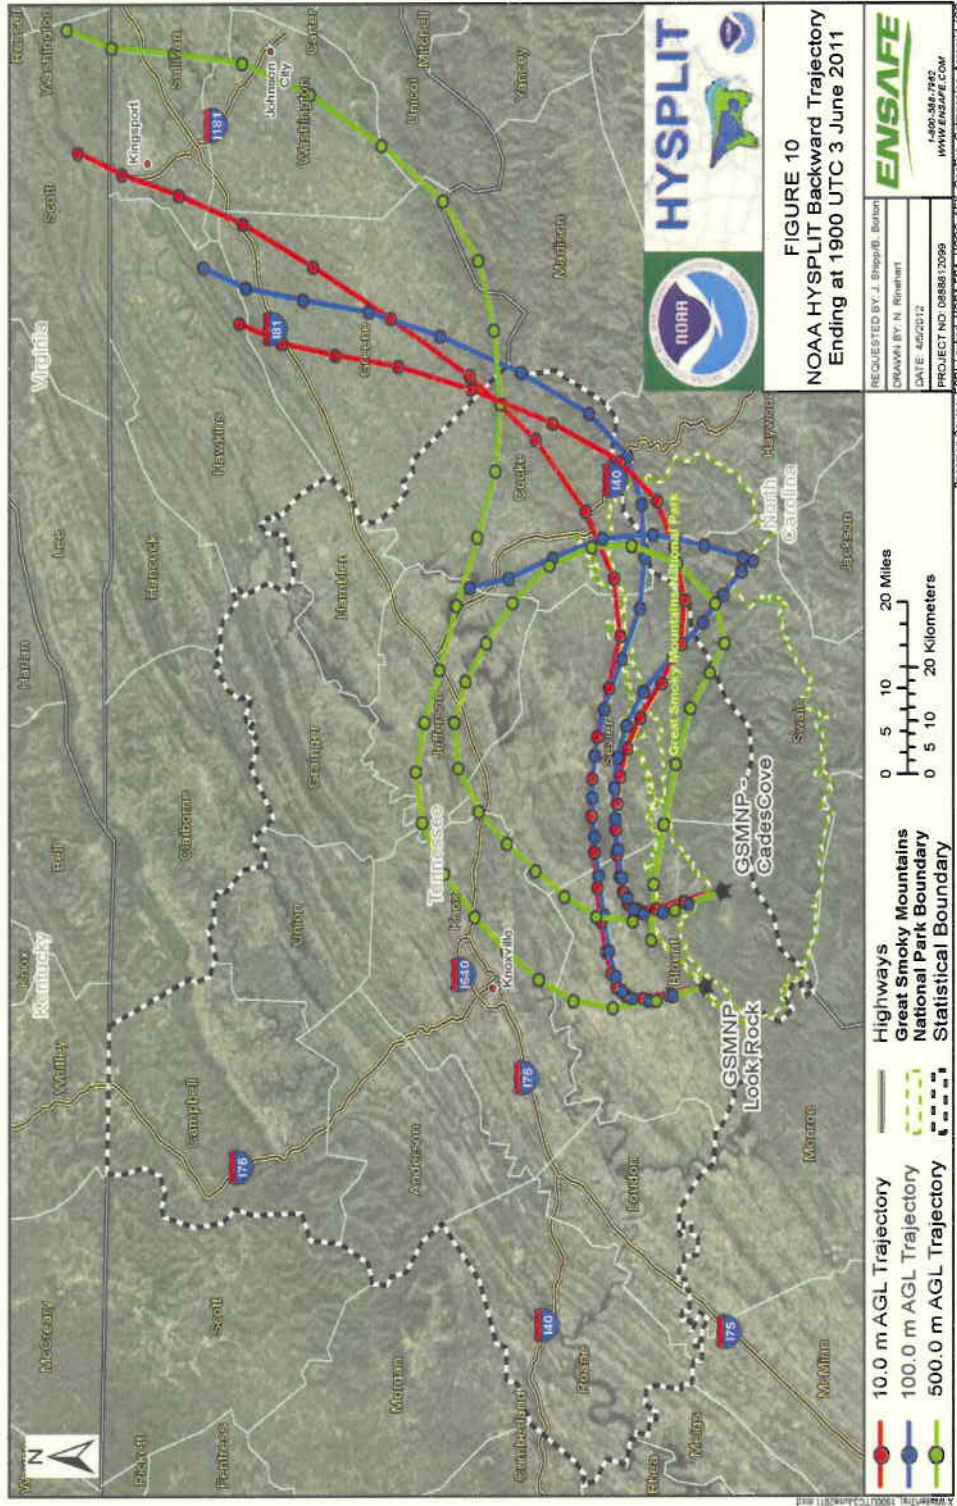 N
McCreary
Whitley
Knox
Kentucky
Bell
Harlan
Lee
Virginia
Scott
Washington
Russell
Pickett
Fentress
Scott
Campbell
Claiborne
Hancock
Hawkins
Kingsport
Sullivan
I181
Johnson
City
Carter
Washington
I75
Morgan
Anderson
Union
Grainger
Hamblen
I81
Greene
Unicoi
Mitchell
Yancey
Cumberland
I40
Roane
I75
Knox
I640
Knoxville
Tennessee
Jefferson
Cocke
Madison
I40
Rhea
Meigs
Loudon
Blount
Sevier
Great Smoky Mountains National Park
Haywood
North
Carolina
McMinn
I75
Monroe
GSMNP -
Look Rock
GSMNP -
CadesCove
Swain
Jackson
NOAA
HYSPLIT
FIGURE 10
NOAA HYSPLIT Backward Trajectory
Ending at 1900 UTC 3 June 2011
10.0 m AGL Trajectory
100.0 m AGL Trajectory
500.0 m AGL Trajectory
Highways
Great Smoky Mountains
National Park Boundary
Statistical Boundary
0 5 10 20 Miles
0 5 10 20 Kilometers
REQUESTED BY: J. Shipp/B. Bolton
DRAWN BY: N. Rinehart
DATE: 4/5/2012
PROJECT NO: 0888812099
ENSAFE
1-800-588-7962
WWW.ENSAFE.COM